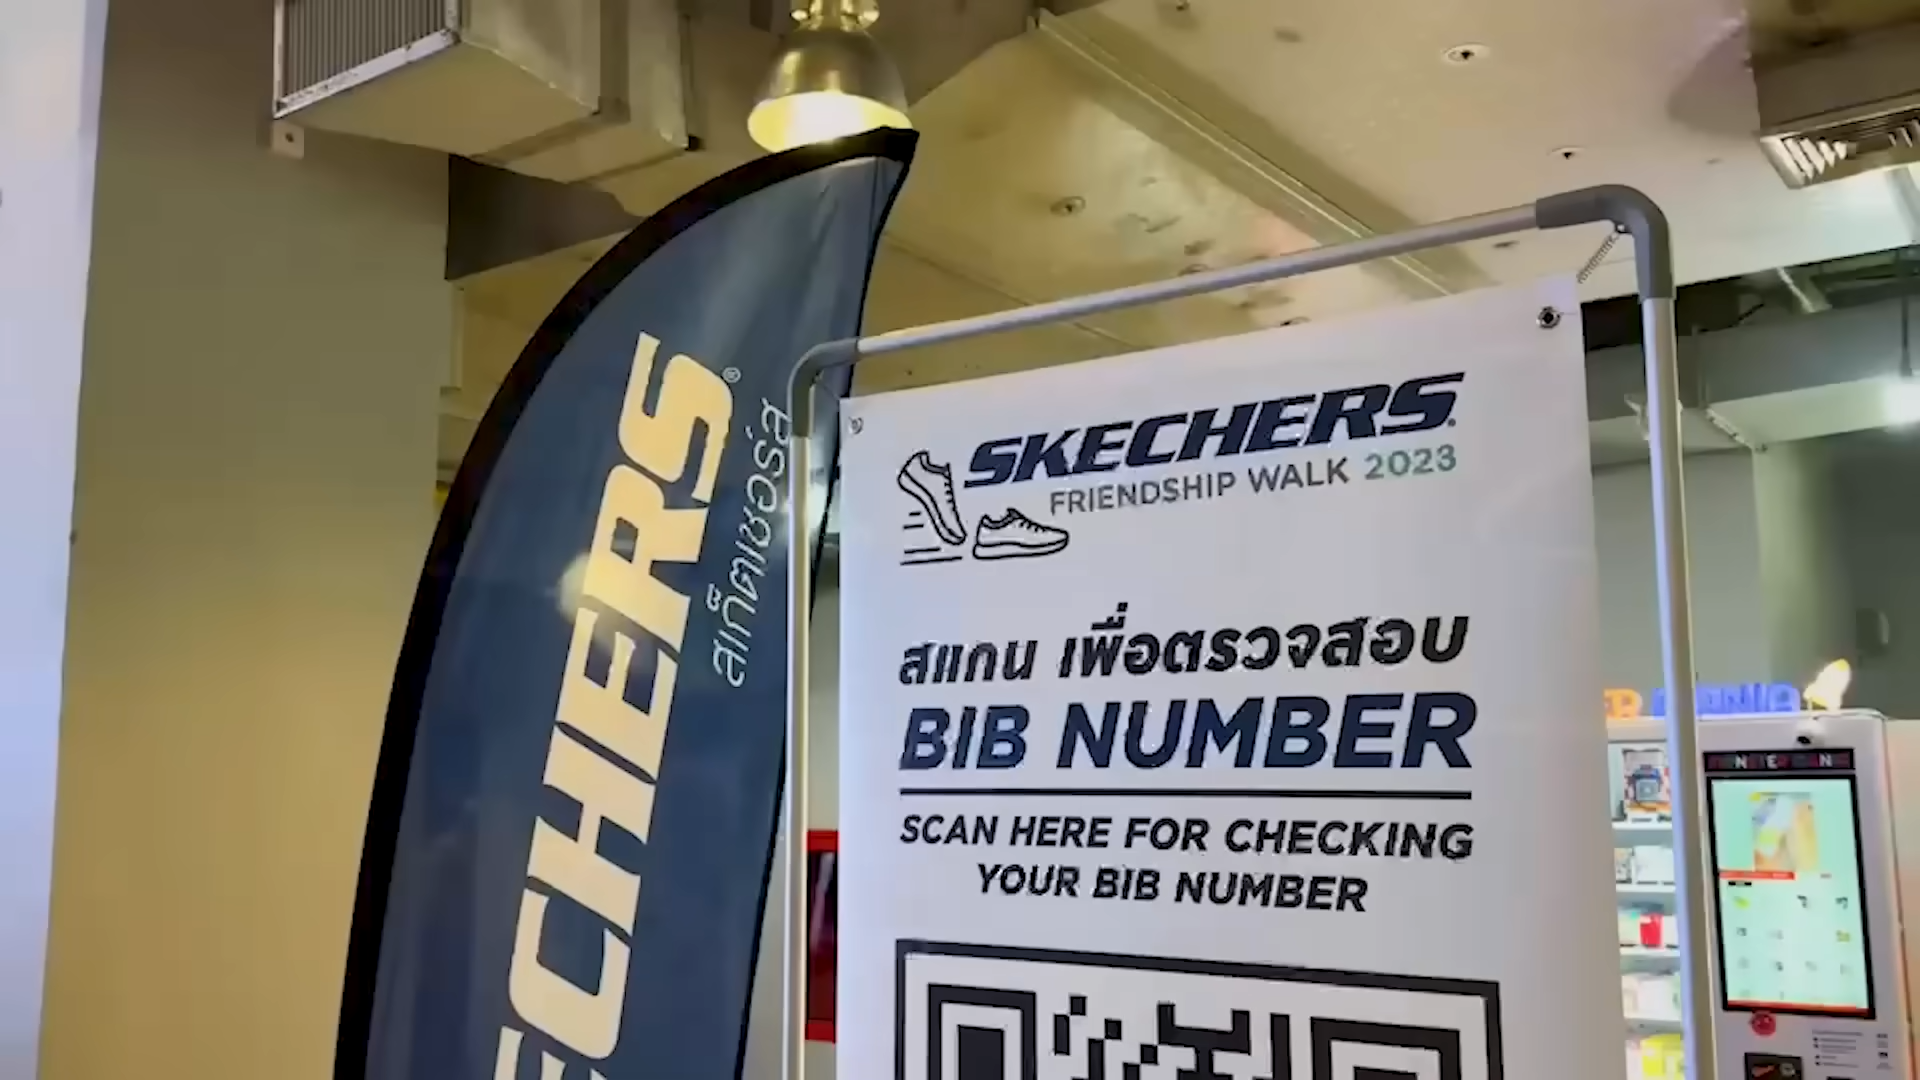 SKECHERS®
สเก็ตเชอร์ส
SKECHERS
FRIENDSHIP WALK 2023
สแกน เพื่อตรวจสอบ
BIB NUMBER
SCAN HERE FOR CHECKING
YOUR BIB NUMBER